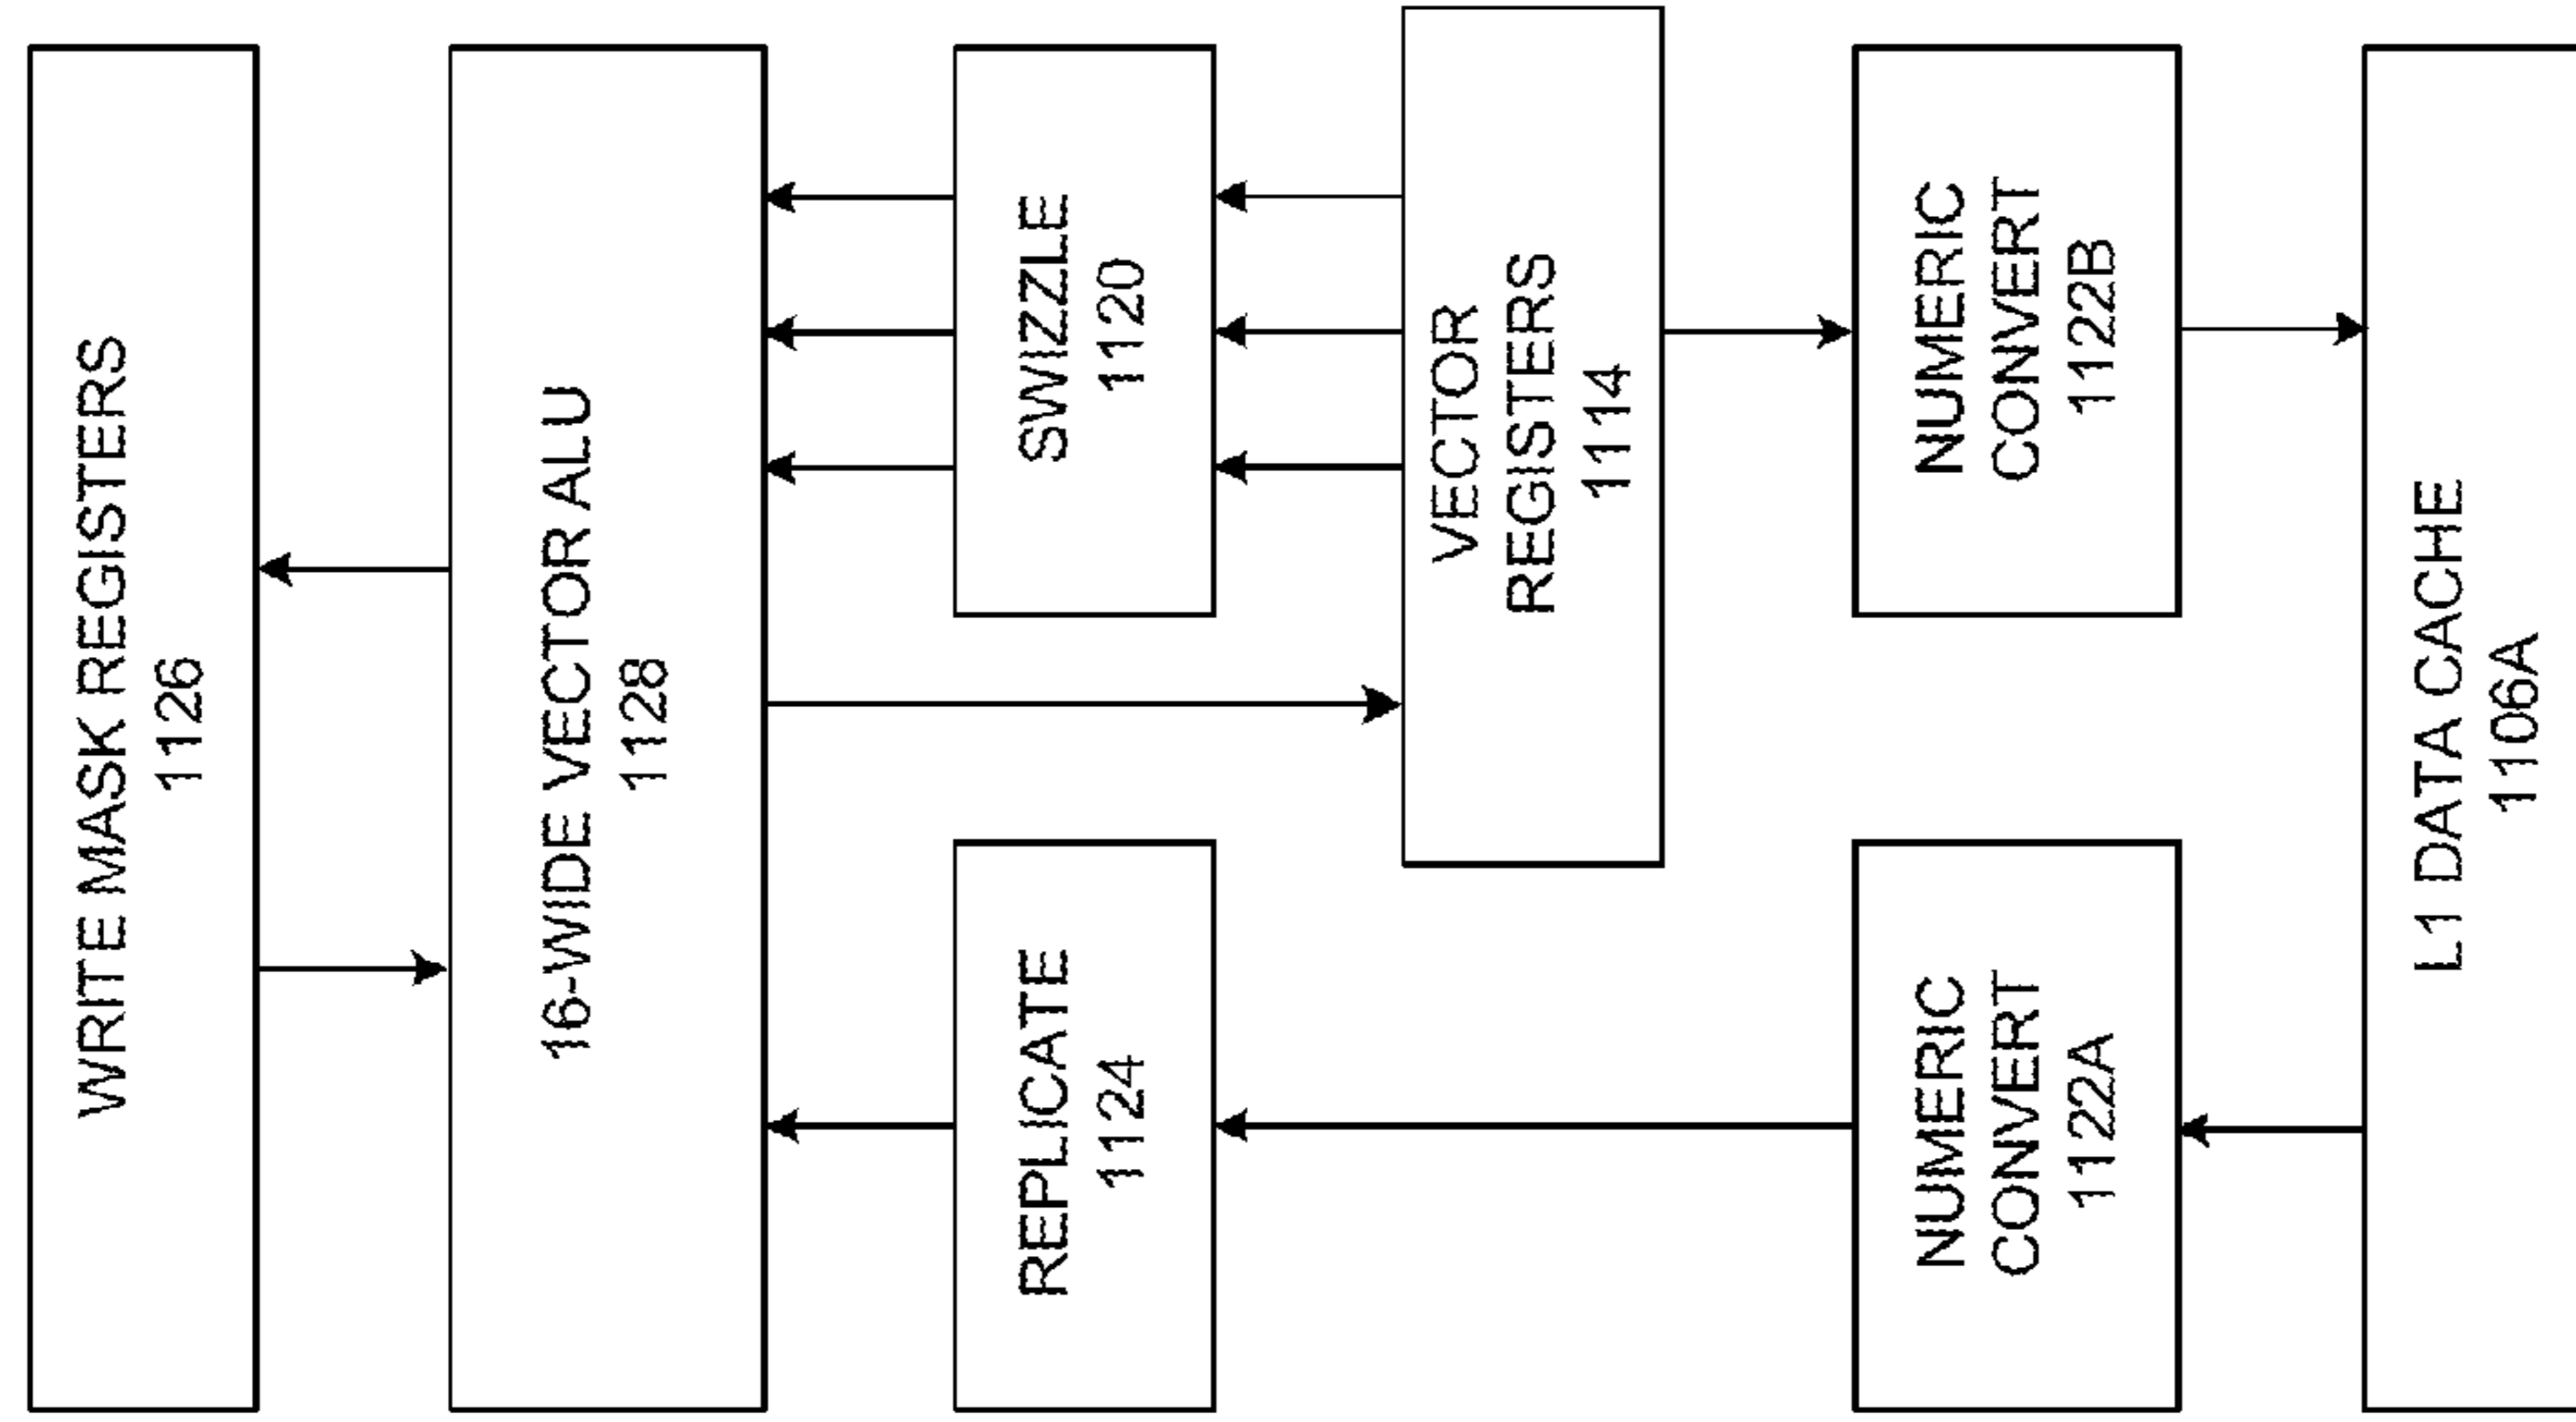 WRITE MASK REGISTERS
1126
16-WIDE VECTOR ALU
1128
REPLICATE
1124
SWIZZLE
1120
VECTOR
REGISTERS
1114
NUMERIC
CONVERT
1122A
NUMERIC
CONVERT
1122B
L1 DATA CACHE
1106A